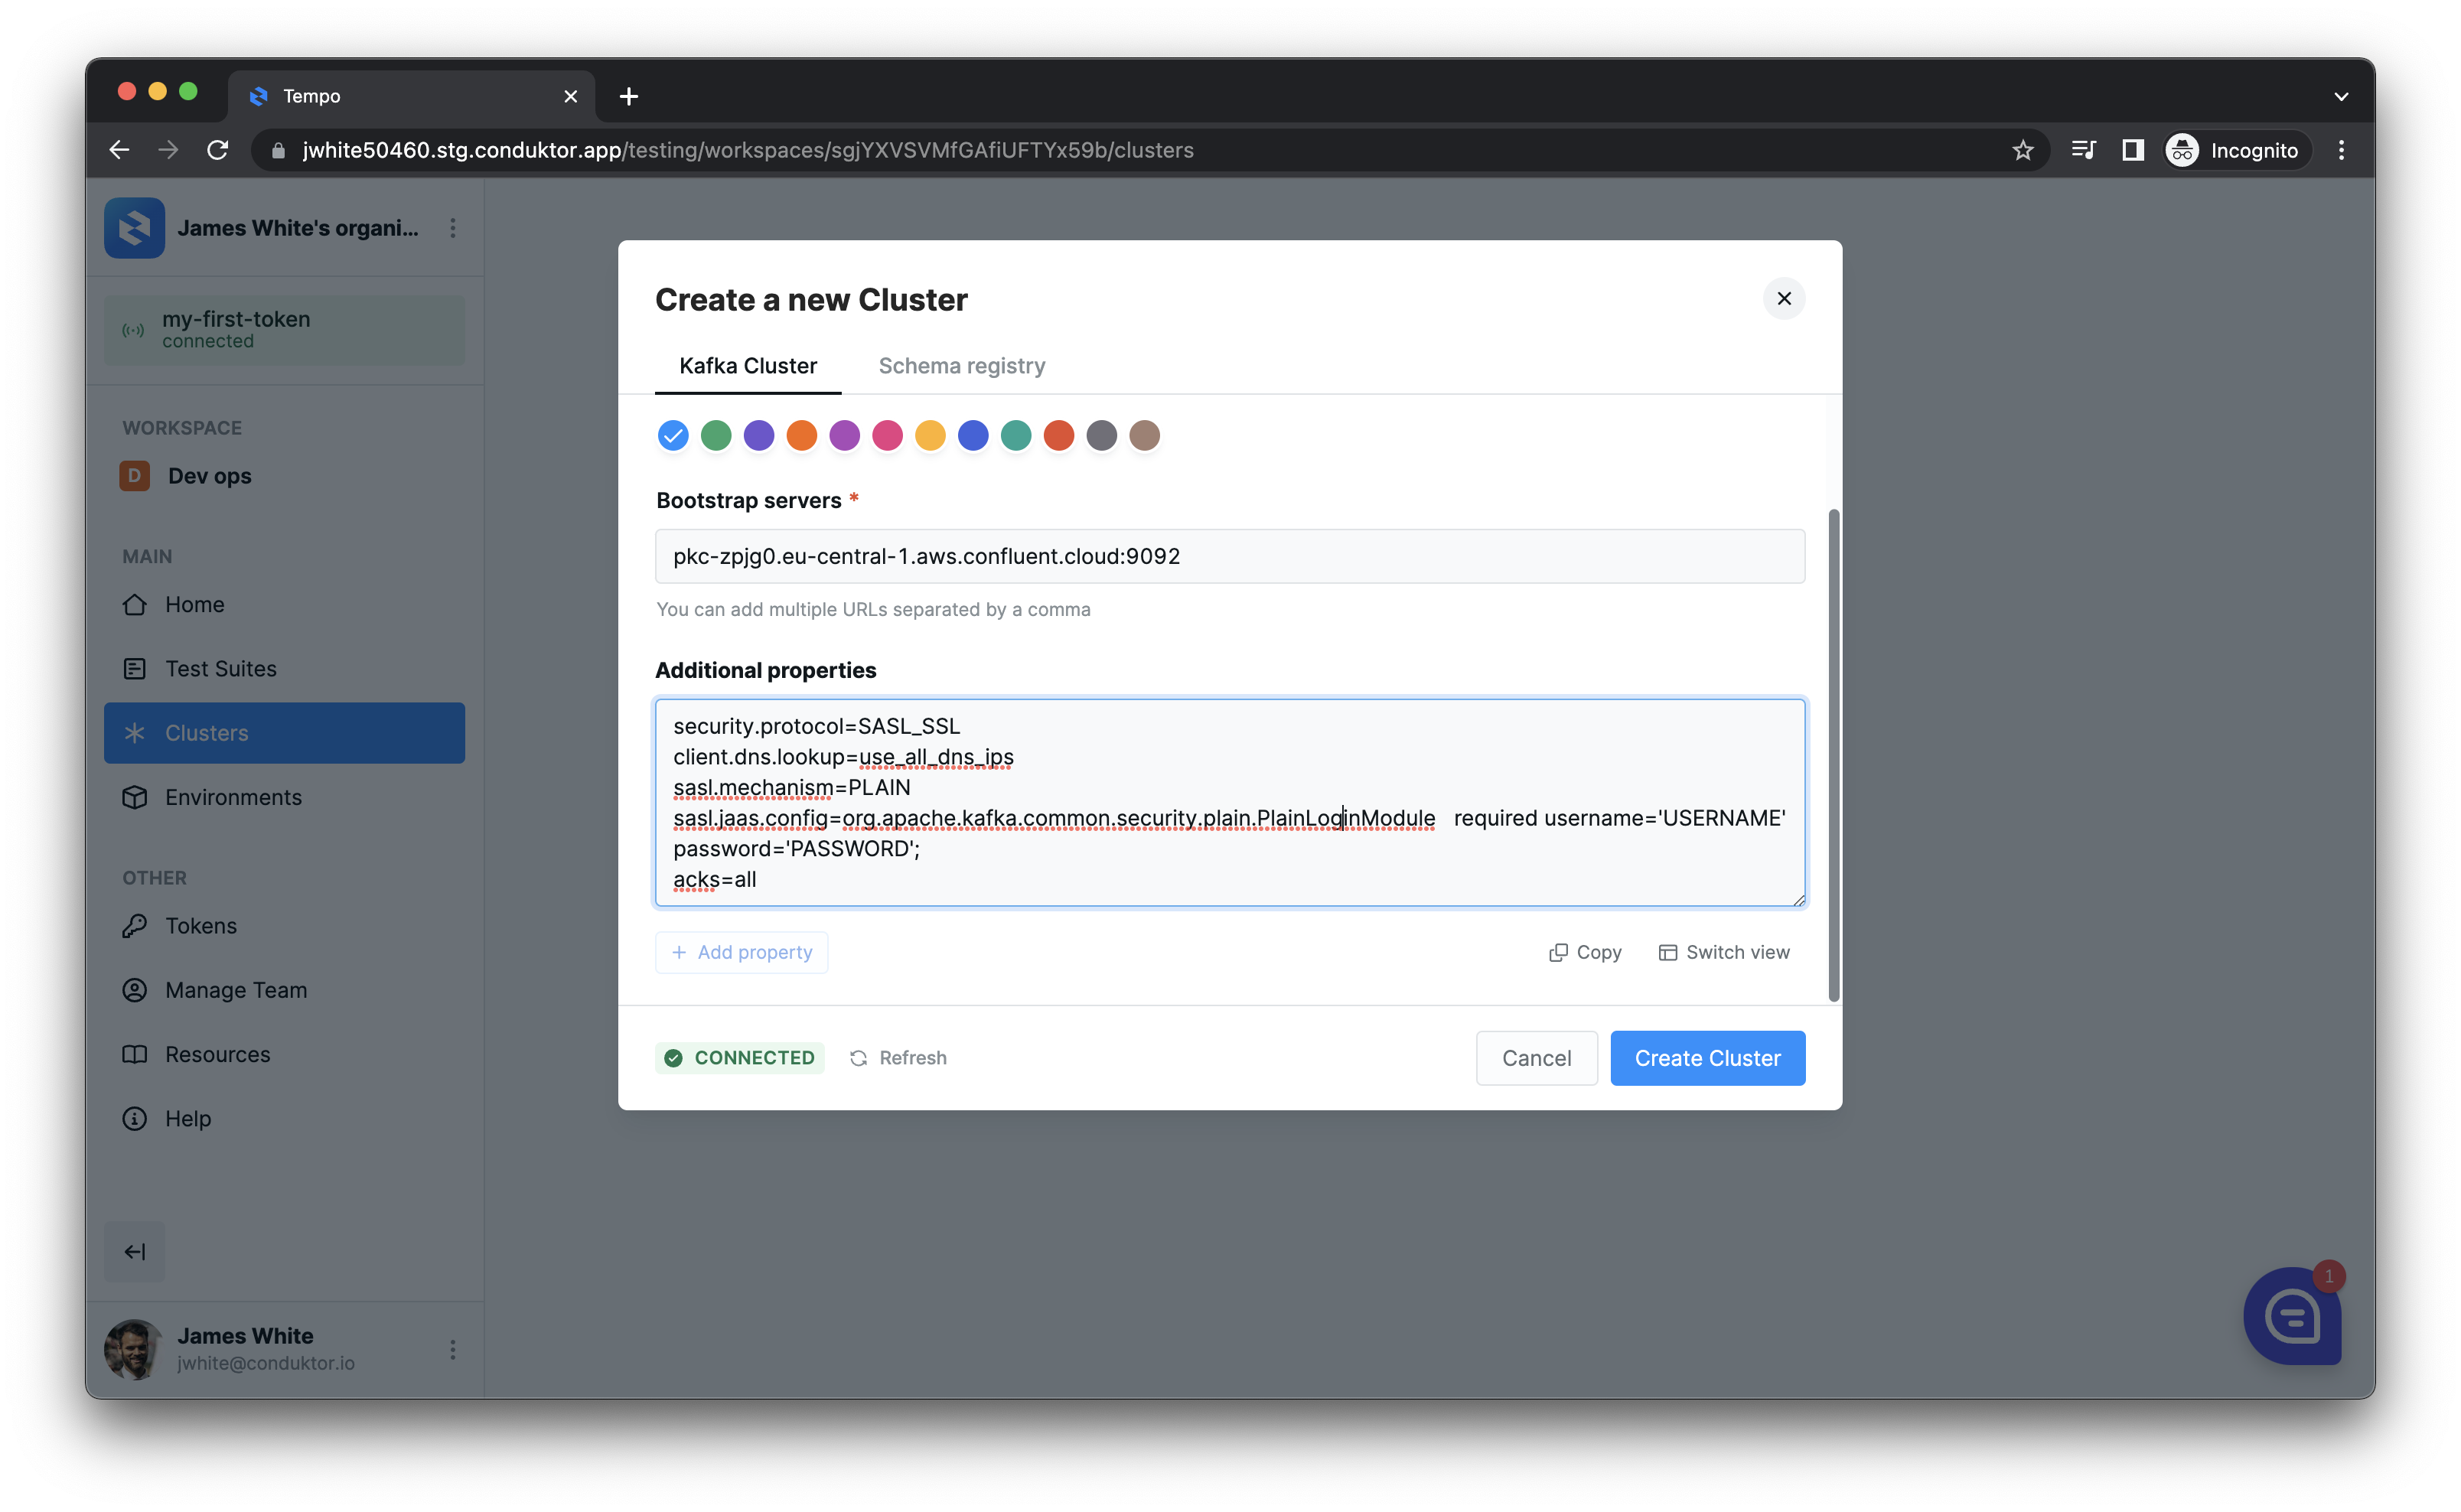 Tempo
jwhite50460.stg.conduktor.app/testing/workspaces/sgjYXVSVMfGAfiUFTYx59b/clusters
Incognito
James White's organi...
my-first-token
connected
WORKSPACE
D Dev ops
MAIN
Home
Test Suites
Clusters
Environments
OTHER
Tokens
Manage Team
Resources
Help
James White
jwhite@conduktor.io
Create a new Cluster
Kafka Cluster Schema registry
Bootstrap servers *
pkc-zpjg0.eu-central-1.aws.confluent.cloud:9092
You can add multiple URLs separated by a comma
Additional properties
security.protocol=SASL_SSL
client.dns.lookup=use_all_dns_ips
sasl.mechanism=PLAIN
sasl.jaas.config=org.apache.kafka.common.security.plain.PlainLoginModule   required username='USERNAME'
password='PASSWORD';
acks=all
+ Add property Copy Switch view
CONNECTED Refresh Cancel Create Cluster
1